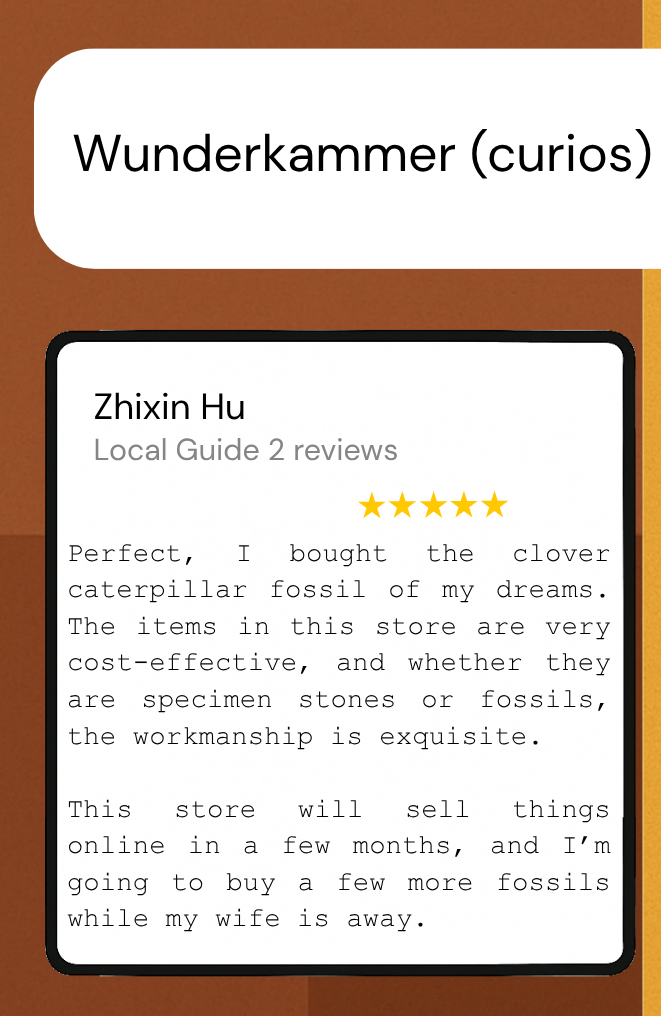 Wunderkammer (curios)
Zhixin Hu
Local Guide 2 reviews
★★★★★
Perfect, I bought the clover
caterpillar fossil of my dreams.
The items in this store are very
cost-effective, and whether they
are specimen stones or fossils,
the workmanship is exquisite.
This store will sell things
online in a few months, and I’m
going to buy a few more fossils
while my wife is away.